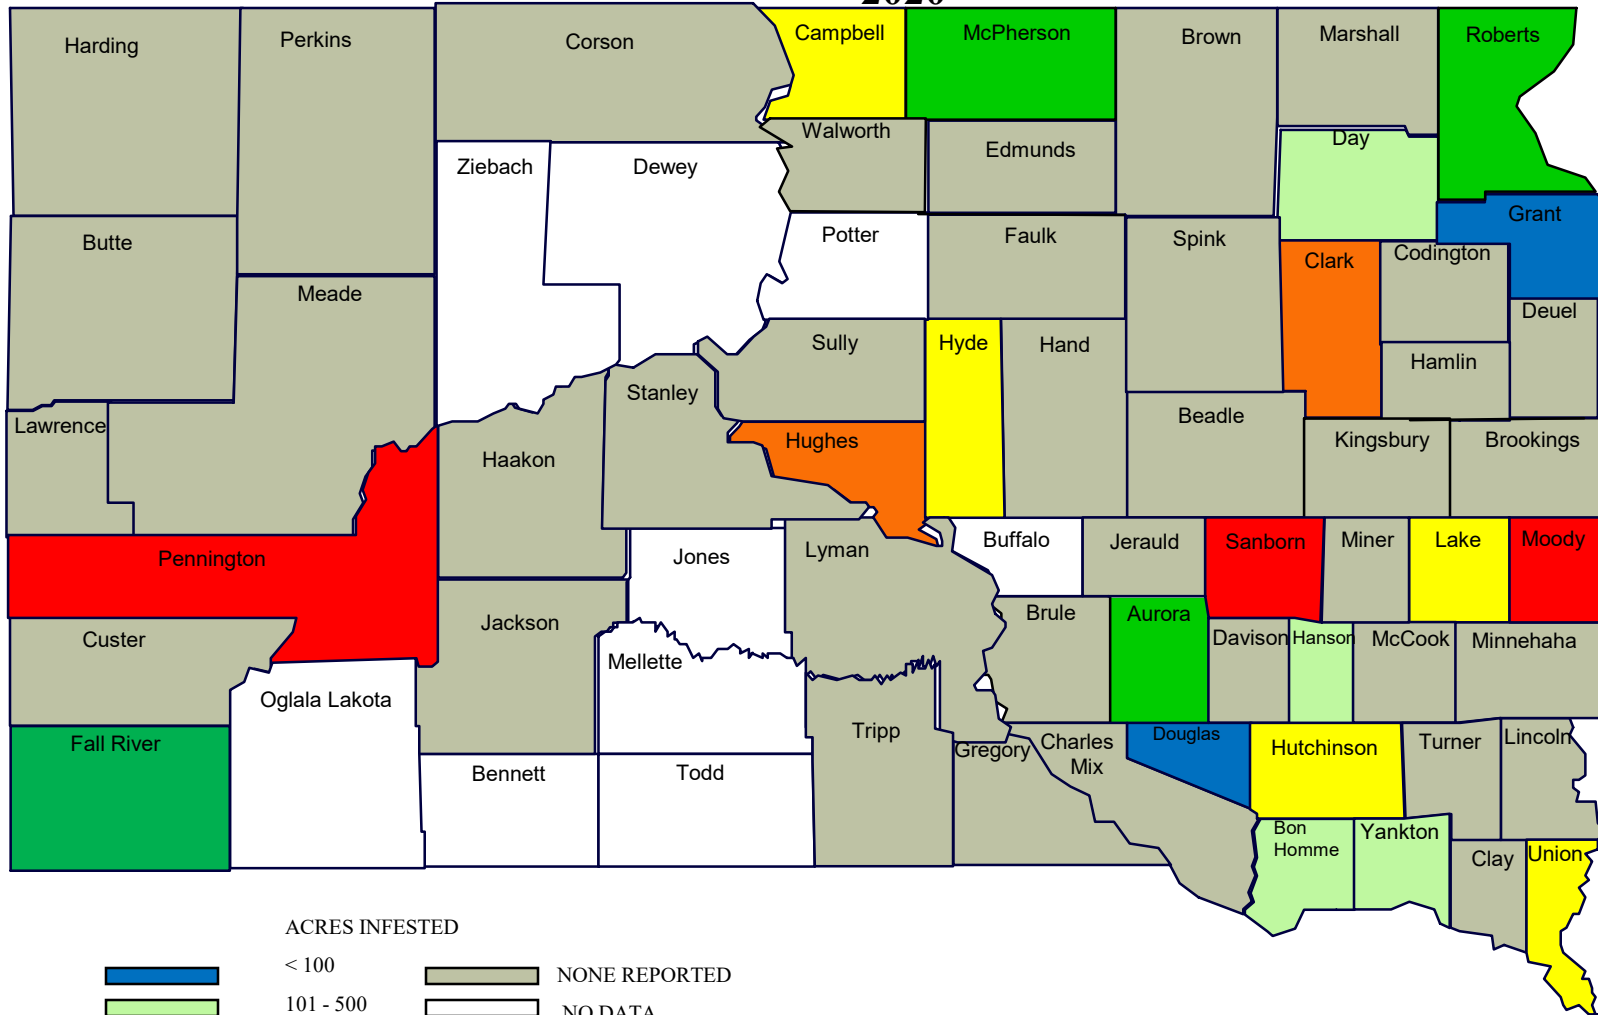 2020
Harding
Perkins
Corson
Campbell
McPherson
Brown
Marshall
Roberts
Walworth
Edmunds
Day
Ziebach
Dewey
Grant
Butte
Potter
Faulk
Spink
Clark
Codington
Meade
Deuel
Sully
Hyde
Hand
Hamlin
Stanley
Lawrence
Beadle
Hughes
Kingsbury
Brookings
Haakon
Pennington
Jones
Lyman
Buffalo
Jerauld
Sanborn
Miner
Lake
Moody
Custer
Jackson
Brule
Aurora
Davison
Hanson
McCook
Minnehaha
Mellette
Oglala Lakota
Fall River
Tripp
Gregory
Charles
Mix
Douglas
Hutchinson
Turner
Lincoln
Bennett
Todd
Bon
Homme
Yankton
Clay
Union
ACRES INFESTED
< 100
NONE REPORTED
101 - 500
NO DATA